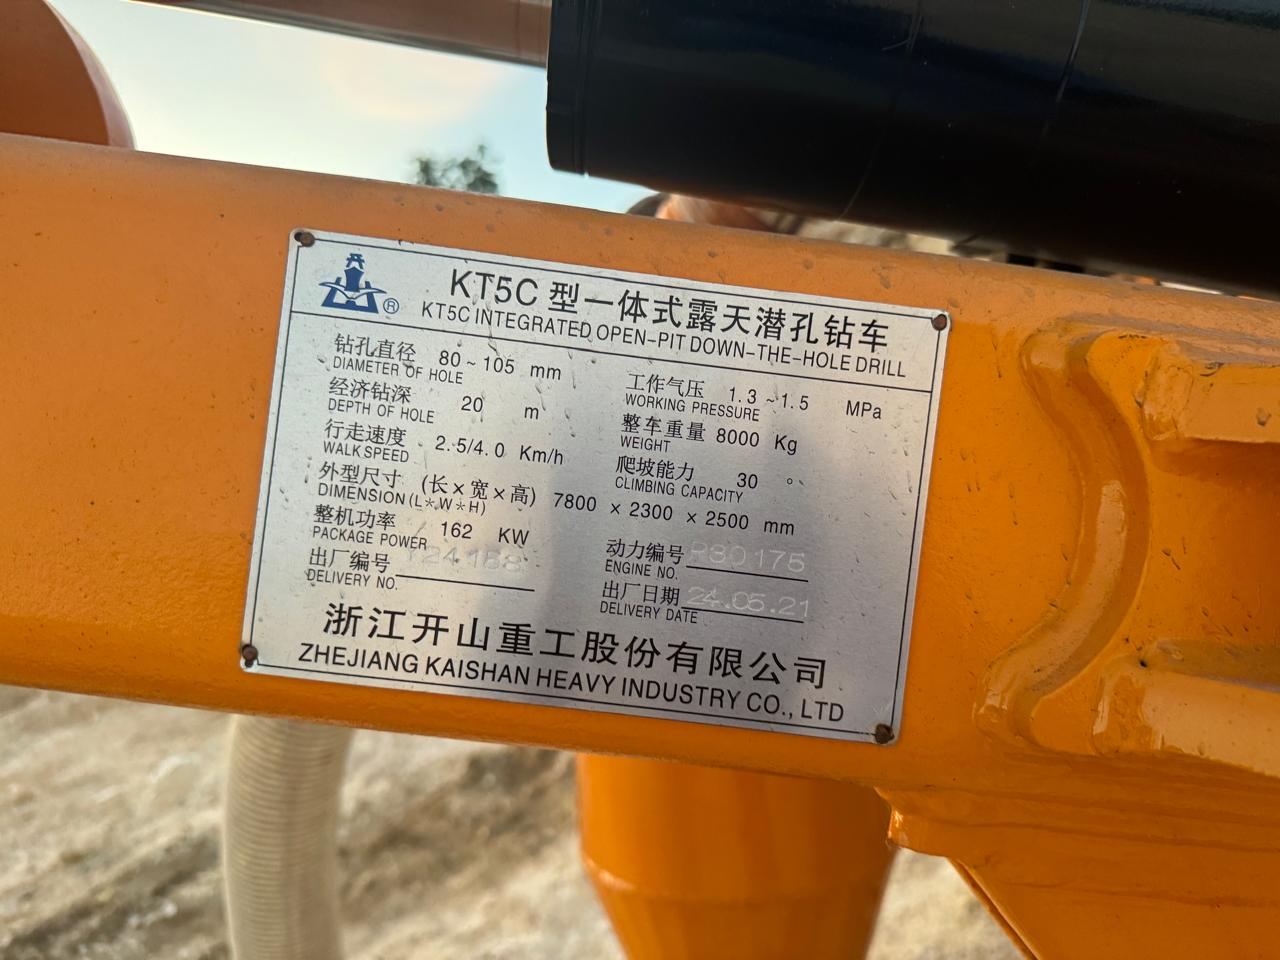 KT5C 型一体式露天潜孔钻车
KT5C INTEGRATED OPEN-PIT DOWN-THE-HOLE DRILL
®
钻孔直径 80~105 mm
DIAMETER OF HOLE
工作气压 1.3~1.5 MPa
WORKING PRESSURE
经济钻深 20 m
DEPTH OF HOLE
整车重量 8000 Kg
WEIGHT
行走速度 2.5/4.0 Km/h
WALK SPEED
爬坡能力 30 °
CLIMBING CAPACITY
外型尺寸 (长×宽×高) 7800 × 2300 × 2500 mm
DIMENSION (L*W*H)
整机功率 162 KW
PACKAGE POWER
动力编号
ENGINE NO.
出厂编号
DELIVERY NO.
出厂日期 24.05.21
DELIVERY DATE
浙江开山重工股份有限公司
ZHEJIANG KAISHAN HEAVY INDUSTRY CO., LTD